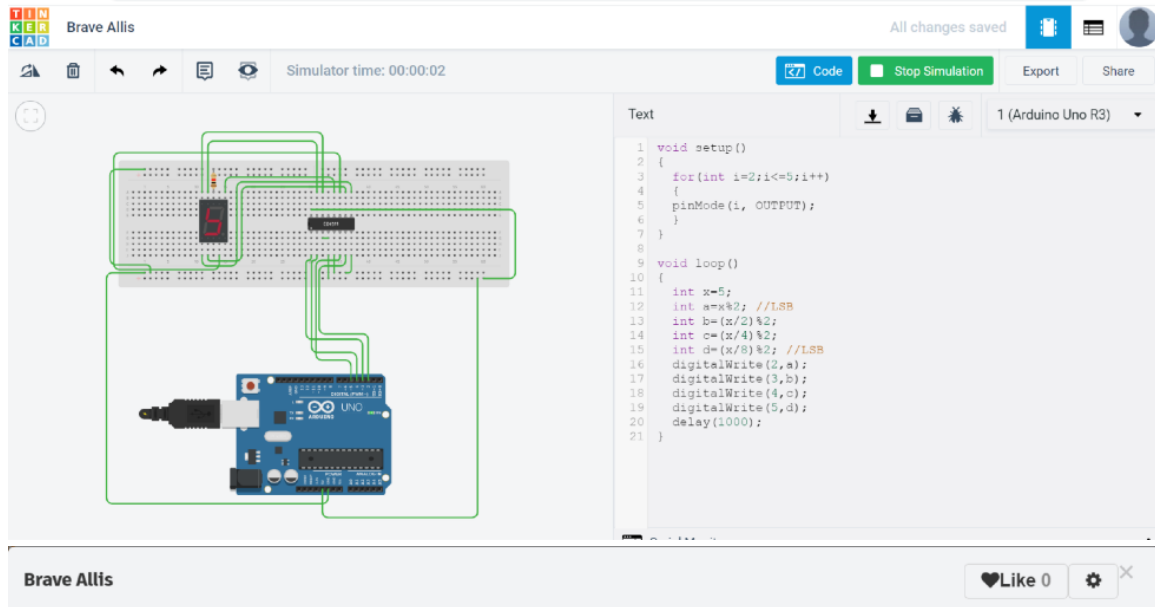 TIN
KER
CAD
Brave Allis
All changes saved
Simulator time: 00:00:02
Code
Stop Simulation
Export
Share
Text
1 (Arduino Uno R3)
1 void setup()
2 {
3 for(int i=2;i<=5;i++)
4 {
5 pinMode(i, OUTPUT);
6 }
7 }
8
9 void loop()
10 {
11 int x=5;
12 int a=x%2; //LSB
13 int b=(x/2)%2;
14 int c=(x/4)%2;
15 int d=(x/8)%2; //LSB
16 digitalWrite(2,a);
17 digitalWrite(3,b);
18 digitalWrite(4,c);
19 digitalWrite(5,d);
20 delay(1000);
21 }
5
UNO
ARDUINO
Brave Allis
Like 0